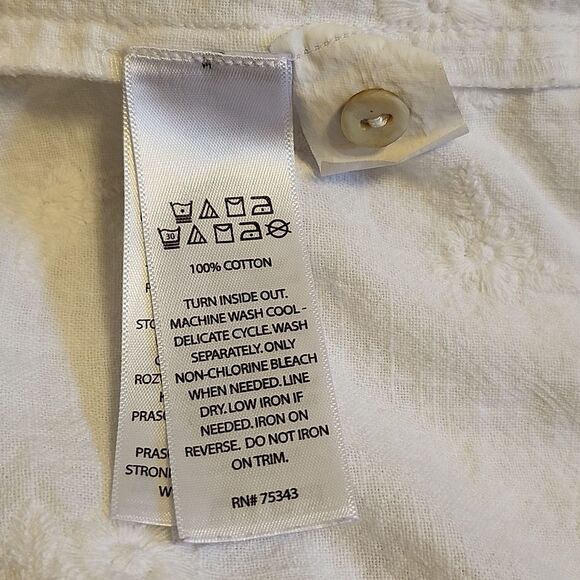 30
100% COTTON
TURN INSIDE OUT.
MACHINE WASH COOL -
DELICATE CYCLE. WASH
SEPARATELY. ONLY
NON-CHLORINE BLEACH
WHEN NEEDED. LINE
DRY. LOW IRON IF
NEEDED. IRON ON
REVERSE. DO NOT IRON
ON TRIM.
RN# 75343